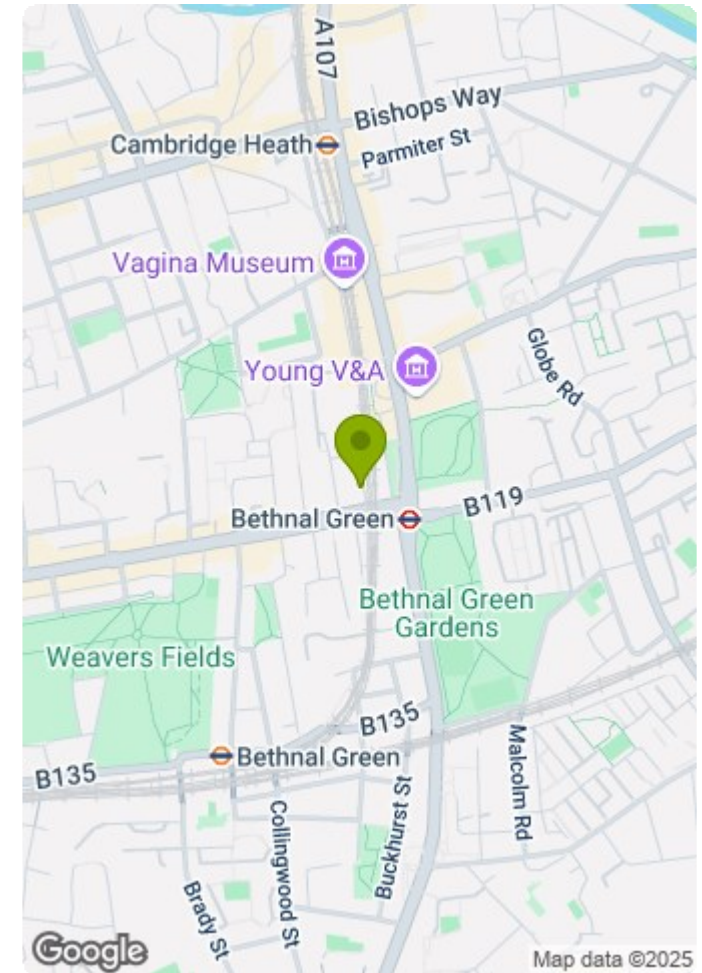 A107
Bishops Way
Cambridge Heath
Parmiter St
Vagina Museum
Globe Rd
Young V&A
B119
Bethnal Green
Bethnal Green
Gardens
Weavers Fields
B135
Bethnal Green
B135
Malcolm Rd
Buckhurst St
Collingwood St
Brady St
Google
Map data ©2025